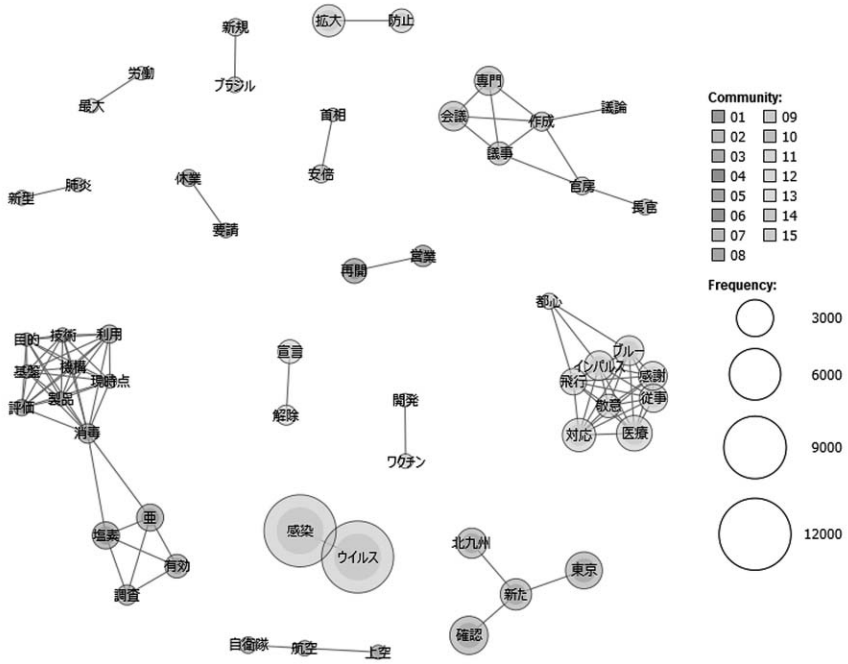 新規
拡大
防止
労働
最大
ブラジル
専門
首相
会議
作成
議論
議事
安倍
官房
長官
新型
肺炎
休業
要請
再開
営業
Community:
01
09
02
10
03
11
04
12
05
13
06
14
07
15
08
Frequency:
3000
6000
9000
12000
目的
技術
利用
基盤
機構
現時点
評価
製品
消毒
亜
塩素
有効
調査
宣言
解除
開発
ワクチン
都心
ブルー
インパルス
飛行
感謝
敬意
従事
対応
医療
感染
ウイルス
北九州
東京
新た
確認
自衛隊
航空
上空